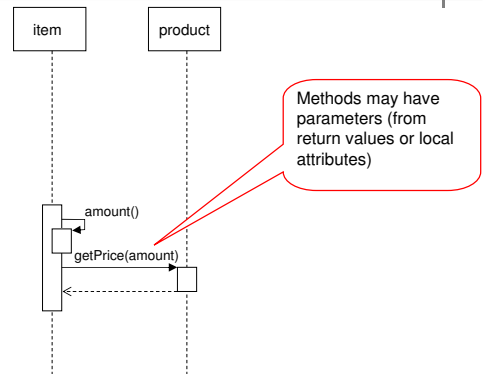 item
product
Methods may have
parameters (from
return values or local
attributes)
amount()
getPrice(amount)